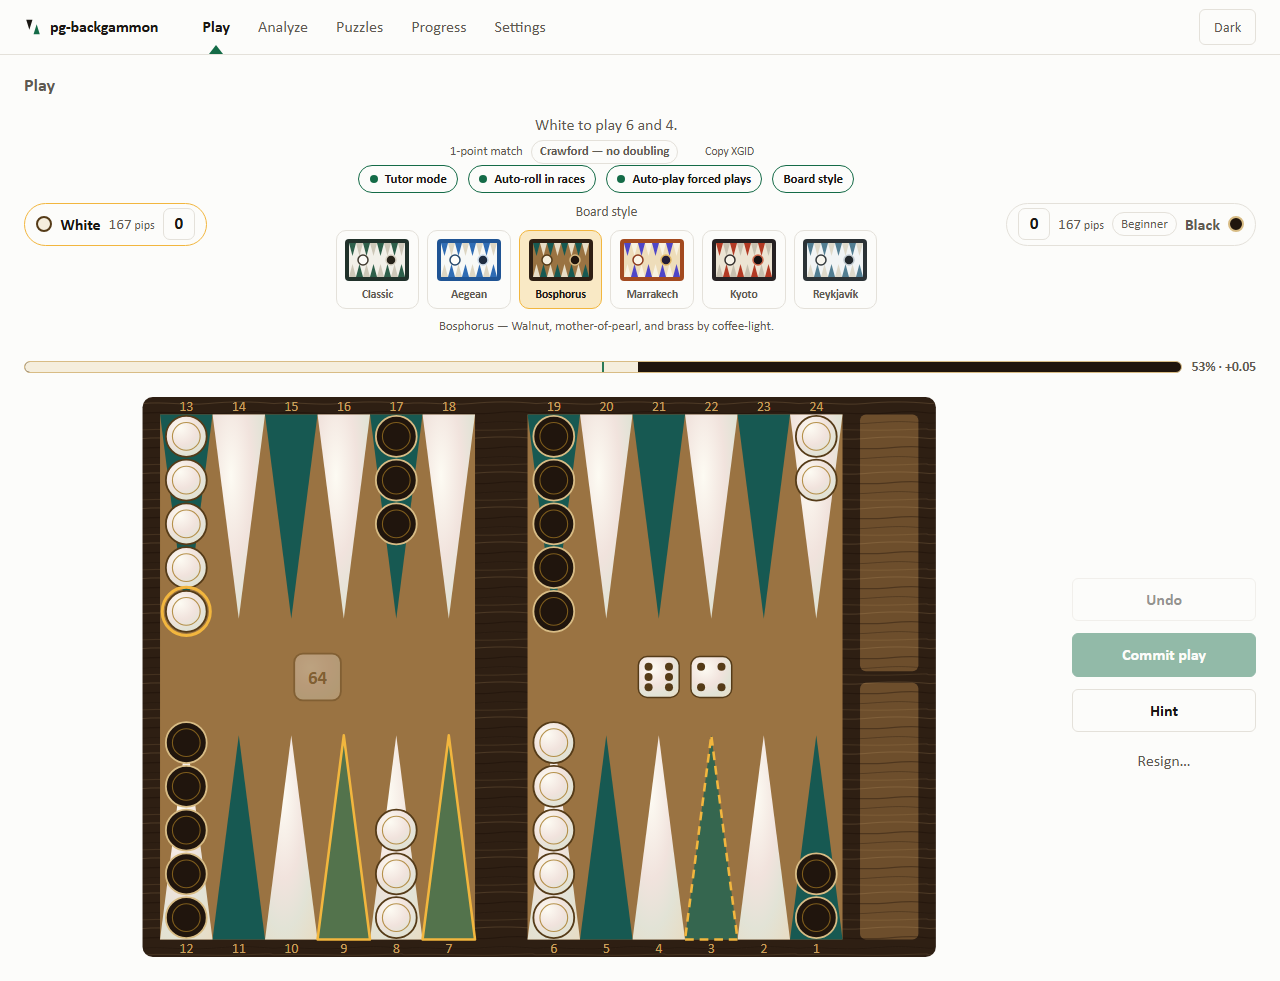 pg-backgammon Play Analyze Puzzles Progress Settings Dark
Play
White to play 6 and 4.
1-point match Crawford — no doubling Copy XGID
Tutor mode Auto-roll in races Auto-play forced plays Board style
White 167 pips 0
Board style
0 167 pips Beginner Black
Classic Aegean Bosphorus Marrakech Kyoto Reykjavík
Bosphorus — Walnut, mother-of-pearl, and brass by coffee-light.
53% · +0.05
13 14 15 16 17 18 19 20 21 22 23 24
64
12 11 10 9 8 7 6 5 4 3 2 1
Undo
Commit play
Hint
Resign...